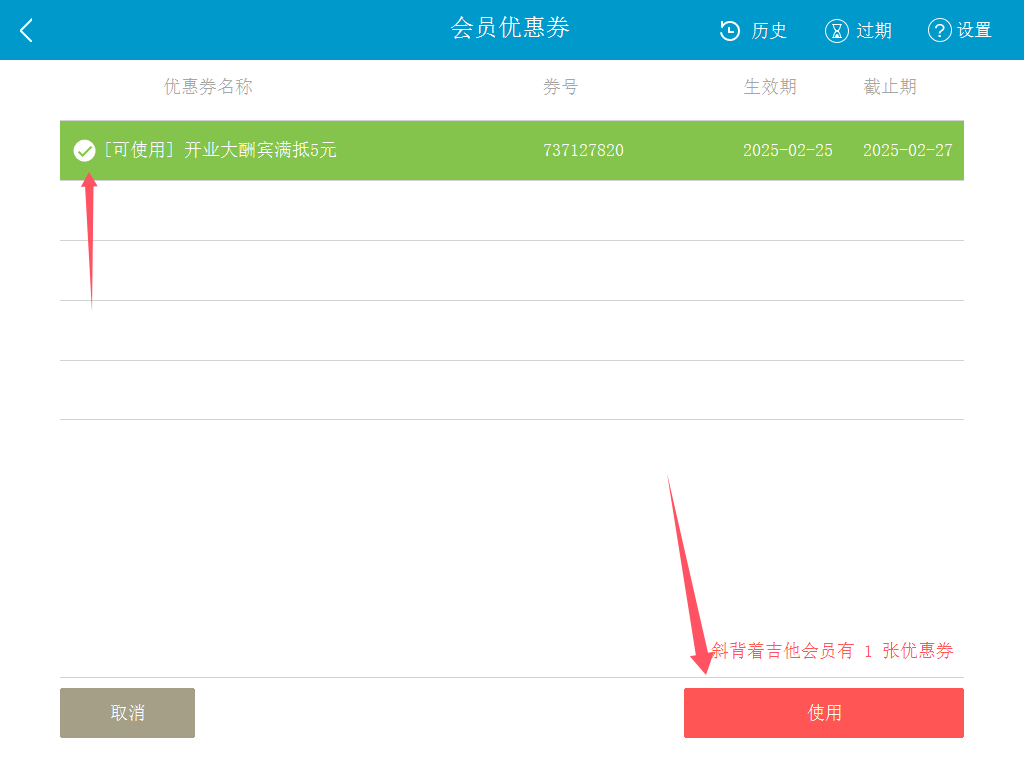 会员优惠券 历史 过期 ? 设置
优惠券名称 券号 生效期 截止期
[可使用] 开业大酬宾满抵5元 737127820 2025-02-25 2025-02-27
斜背着吉他会员有 1 张优惠券
取消 使用